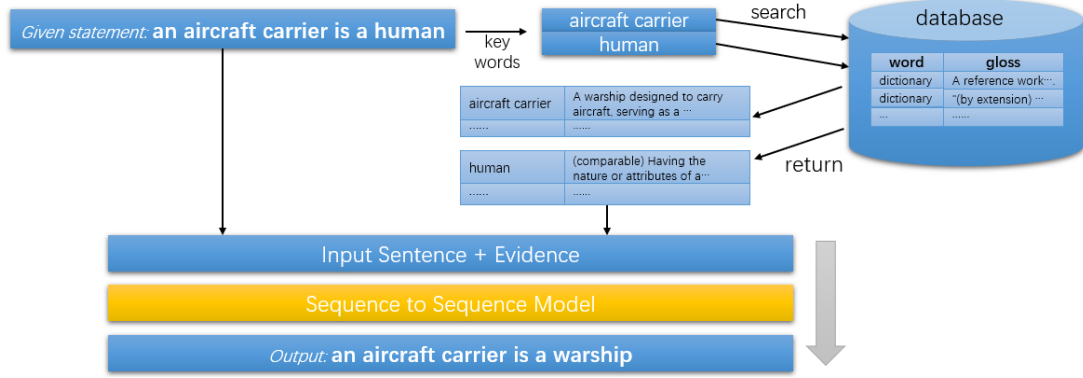 Given statement: an aircraft carrier is a human
key
words
aircraft carrier
human
search
database
word gloss
dictionary A reference work….
dictionary "(by extension) …
... ......
aircraft carrier A warship designed to carry
aircraft, serving as a …
...... ......
human (comparable) Having the
nature or attributes of a…
...... ......
return
Input Sentence + Evidence
Sequence to Sequence Model
Output: an aircraft carrier is a warship